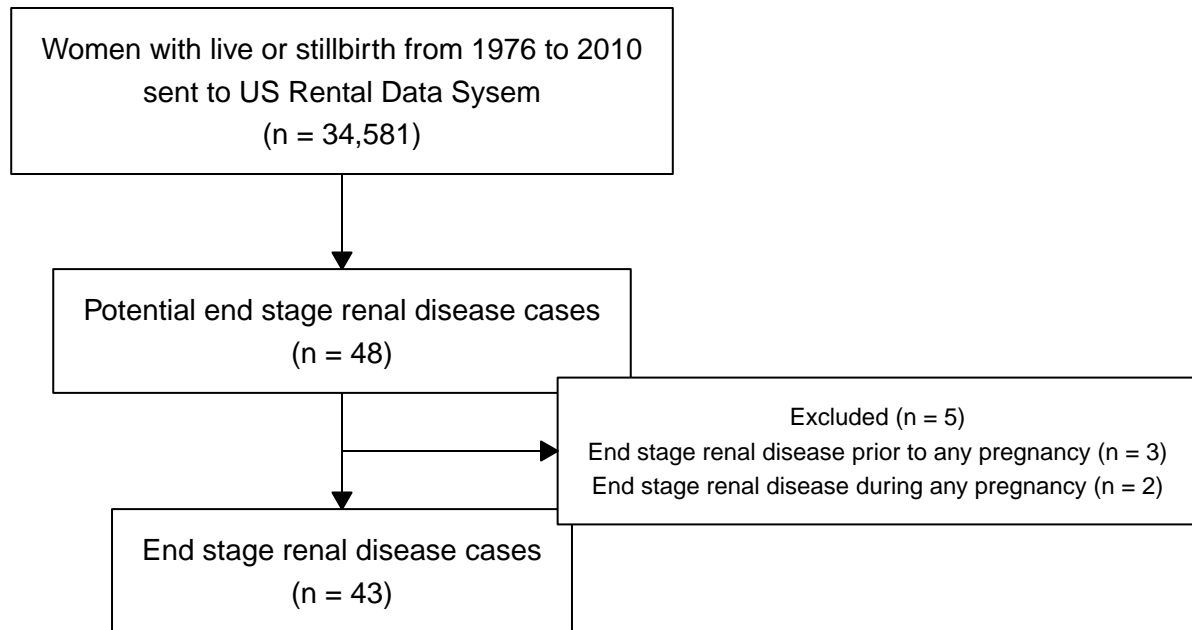 Women with live or stillbirth from 1976 to 2010
sent to US Rental Data Sysem
(n = 34,581)
Potential end stage renal disease cases
(n = 48)
Excluded (n = 5)
End stage renal disease prior to any pregnancy (n = 3)
End stage renal disease during any pregnancy (n = 2)
End stage renal disease cases
(n = 43)